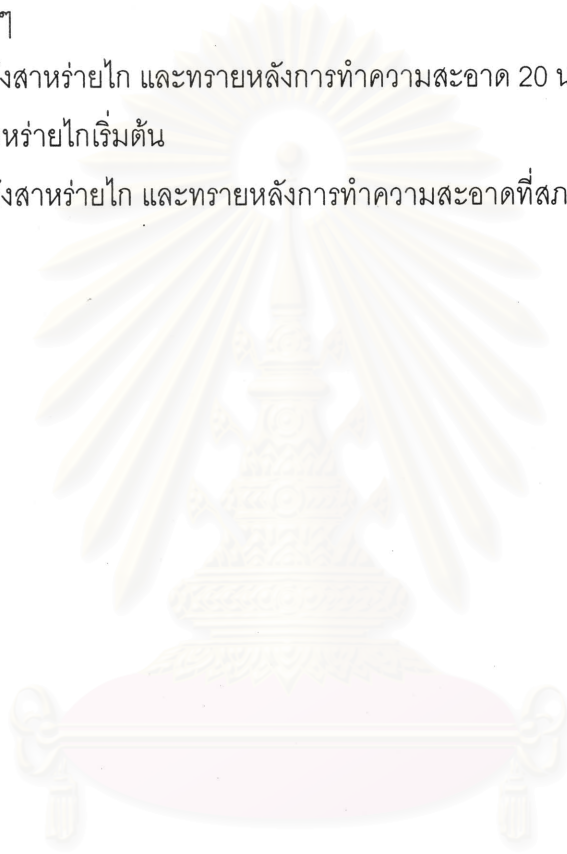 ๆ
งสาหร่ายไก และทรายหลังการทำความสะอาด 20 น
หร่ายไกเริ่มต้น
งสาหร่ายไก และทรายหลังการทำความสะอาดที่สภ